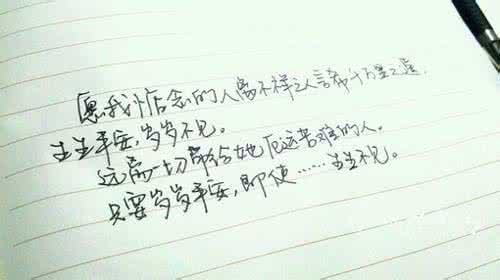 愿我惦念的人离不祥之人十万里之遥.
生生平安,岁岁不见。
远离一切带给她厄运苦难的人。
只要岁岁平安,即使……生生不见。